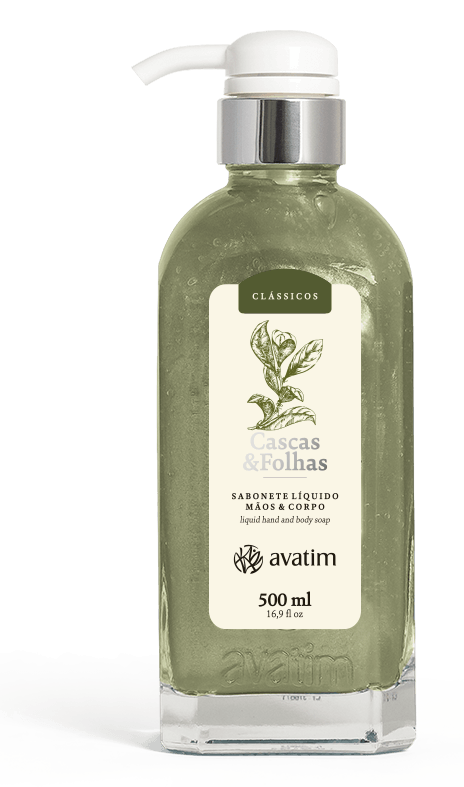 CLÁSSICOS
Cascas
&Folhas
SABONETE LÍQUIDO
MÃOS & CORPO
liquid hand and body soap
avatim
500 ml
16,9 fl oz
avatim